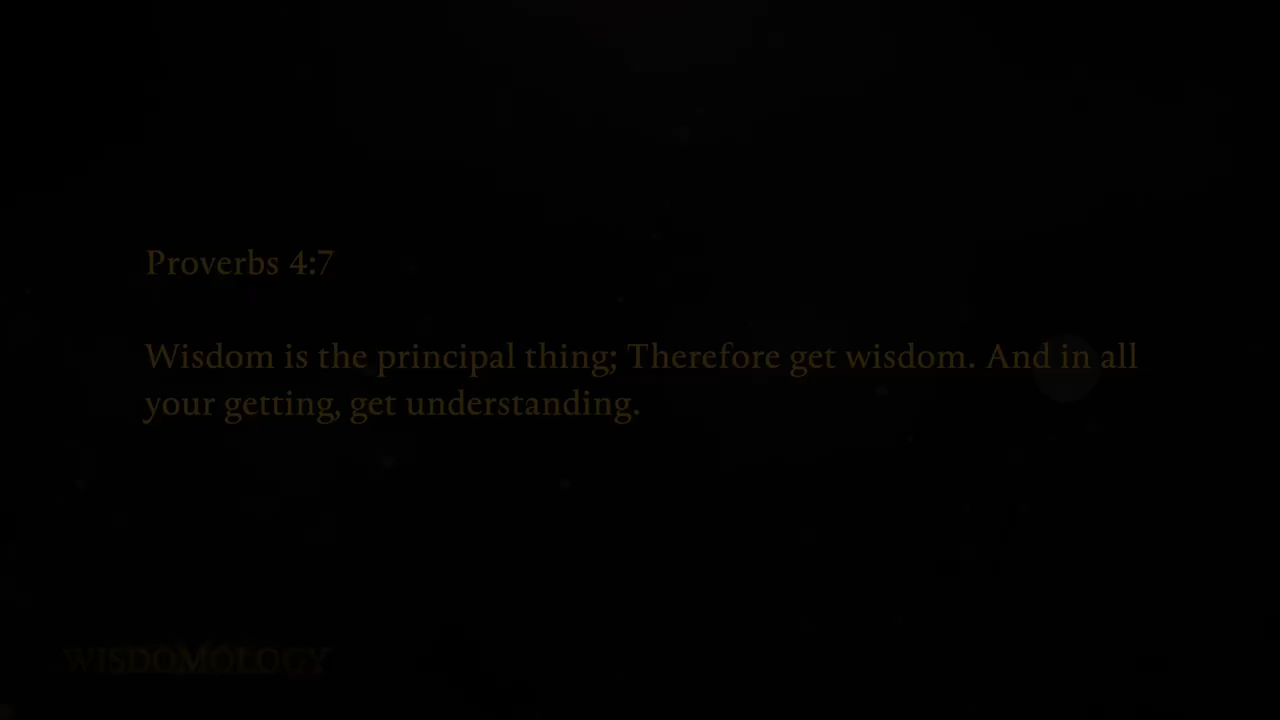 Proverbs 4:7
Wisdom is the principal thing; Therefore get wisdom. And in all
your getting, get understanding.
WISDOMOLOGY